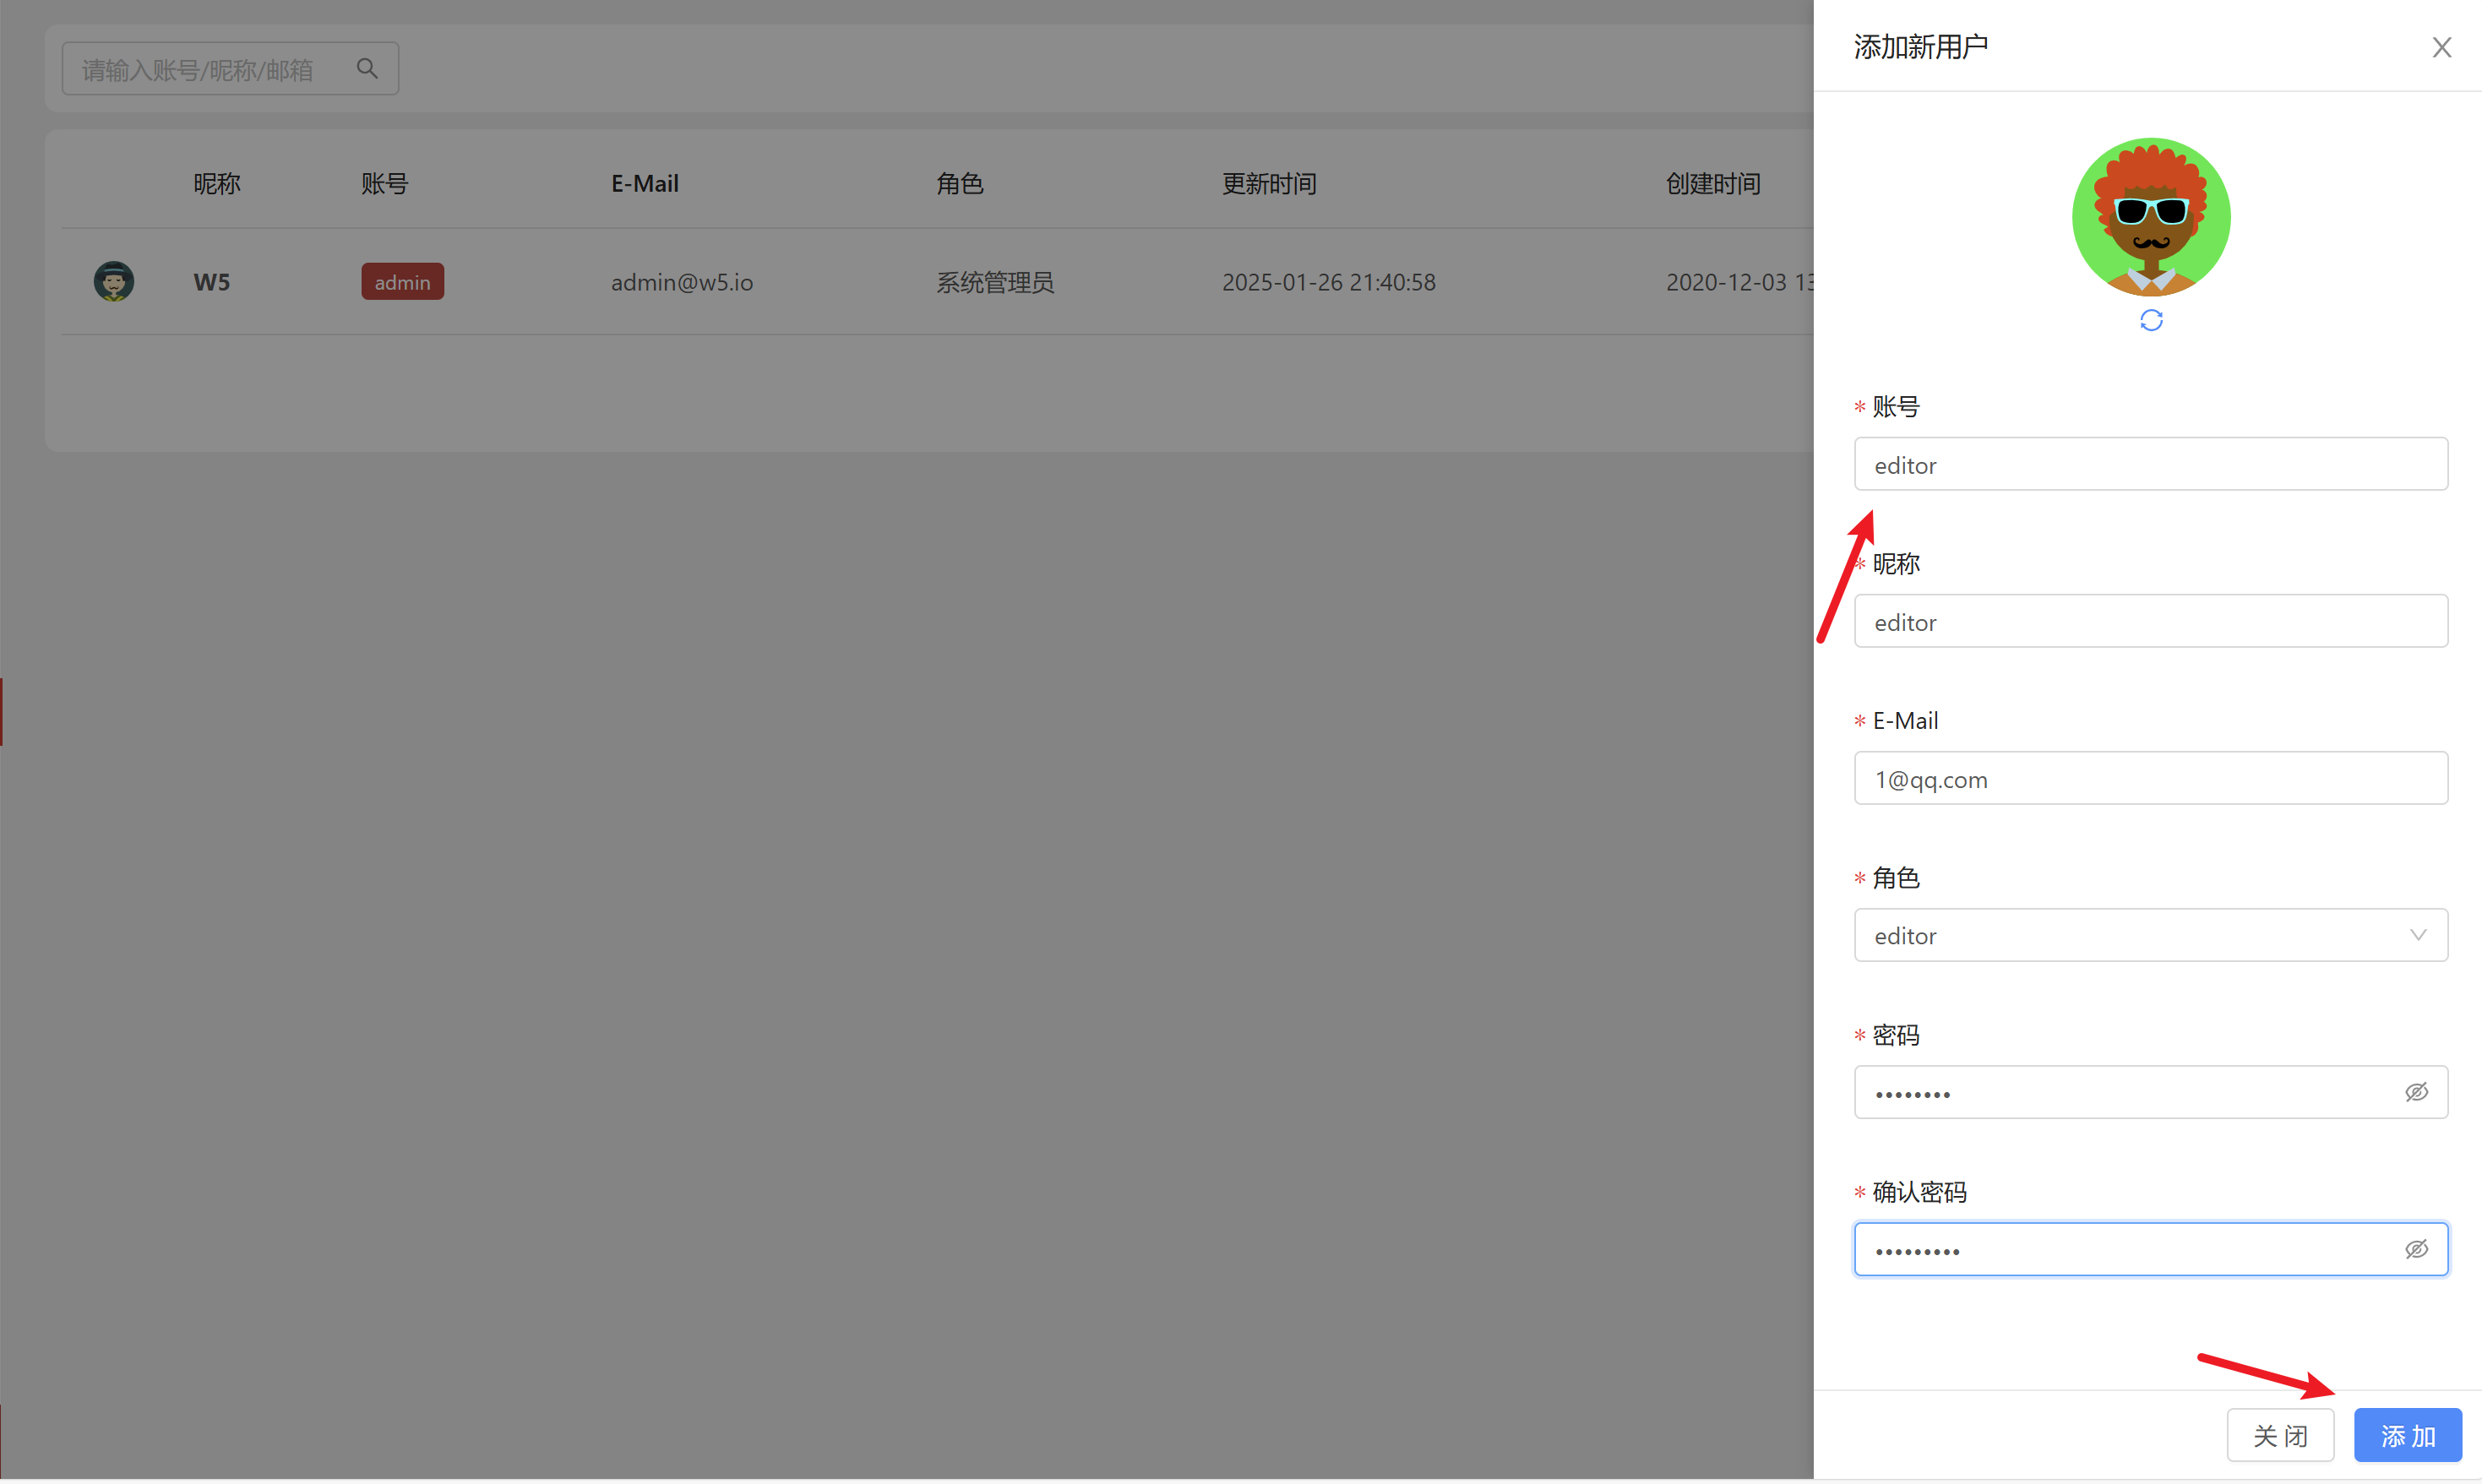 请输入账号/昵称/邮箱
昵称 账号 E-Mail 角色 更新时间 创建时间
W5 admin admin@w5.io 系统管理员 2025-01-26 21:40:58 2020-12-03 13
添加新用户
* 账号
editor
* 昵称
editor
* E-Mail
1@qq.com
* 角色
editor
* 密码
••••••••
* 确认密码
•••••••••
关 闭 添 加